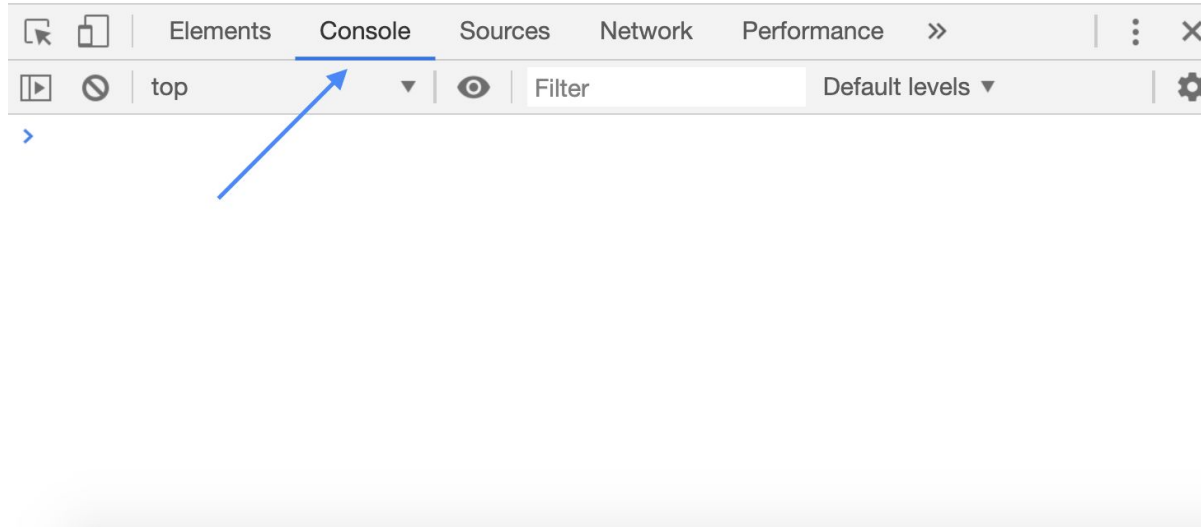 Elements Console Sources Network Performance »
top Filter Default levels